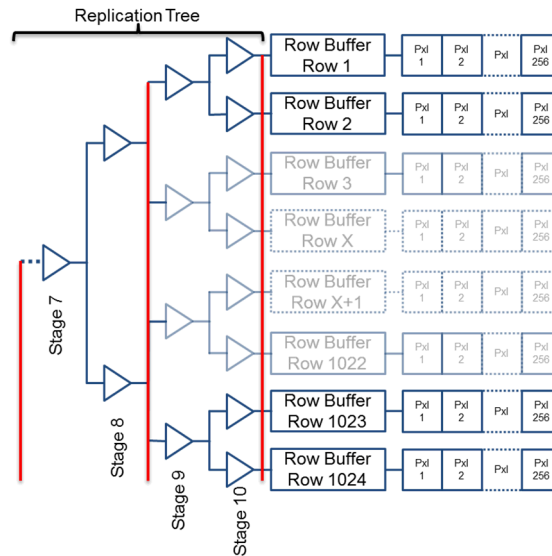 Replication Tree
Row Buffer Row 1 Pxl 1 Pxl 2 Pxl Pxl 256
Row Buffer Row 2 Pxl 1 Pxl 2 Pxl Pxl 256
Row Buffer Row 3 Pxl 1 Pxl 2 Pxl Pxl 256
Row Buffer Row X Pxl 1 Pxl 2 Pxl Pxl 256
Row Buffer Row X+1 Pxl 1 Pxl 2 Pxl Pxl 256
Row Buffer Row 1022 Pxl 1 Pxl 2 Pxl Pxl 256
Row Buffer Row 1023 Pxl 1 Pxl 2 Pxl Pxl 256
Row Buffer Row 1024 Pxl 1 Pxl 2 Pxl Pxl 256
Stage 7
Stage 8
Stage 9
Stage 10